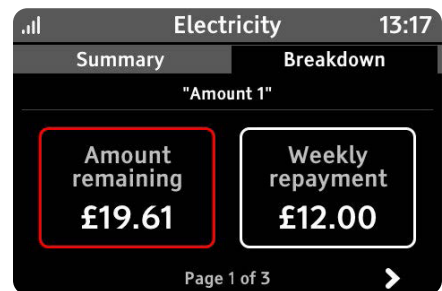 Electricity 13:17
Summary Breakdown
"Amount 1"
Amount remaining
£19.61
Weekly repayment
£12.00
Page 1 of 3